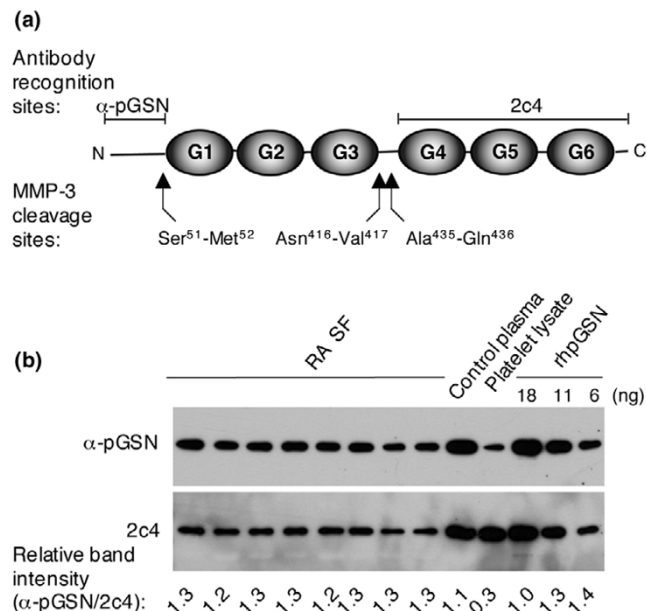 (a)
Antibody
recognition
sites: α-pGSN 2c4
N G1 G2 G3 G4 G5 G6 C
MMP-3
cleavage
sites:
Ser⁵¹-Met⁵² Asn⁴¹⁶-Val⁴¹⁷ Ala⁴³⁵-Gln⁴³⁶
(b)
RA SF Control plasma Platelet lysate rhpGSN
18 11 6 (ng)
α-pGSN
2c4
Relative band
intensity
(α-pGSN/2c4): 1.3 1.2 1.3 1.3 1.2 1.3 1.3 1.3 1.1 0.3 1.0 1.3 1.4